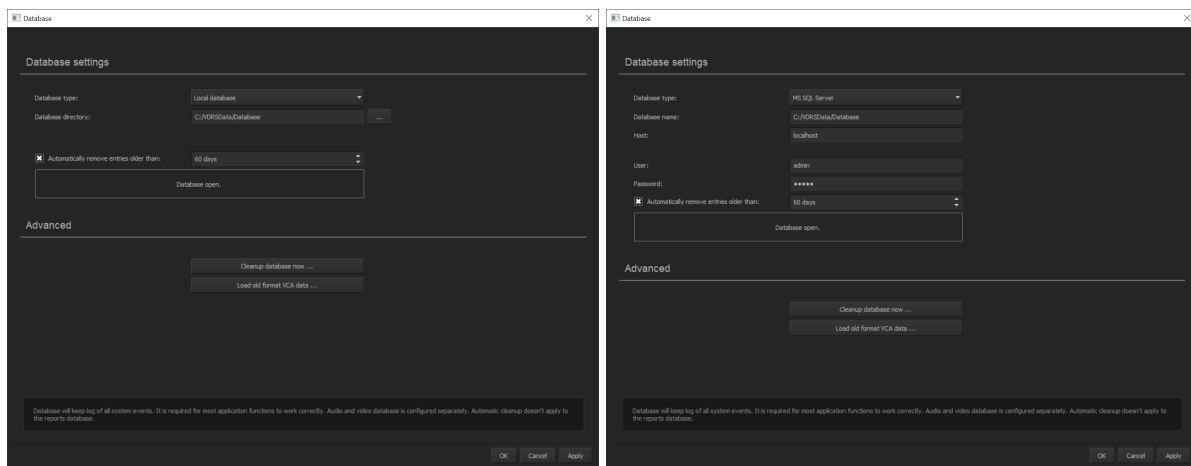 Database
Database settings
Database type: Local database
Database directory: C:/VDRSData/Database ...
Automatically remove entries older than: 60 days
Database open.
Advanced
Cleanup database now ...
Load old format VCA data ...
Database will keep log of all system events. It is required for most application functions to work correctly. Audio and video database is configured separately. Automatic cleanup doesn't apply to
the reports database.
OK Cancel Apply
Database
Database settings
Database type: MS SQL Server
Database name: C:/VDRSData/Database
Host: localhost
User: admin
Password: •••••
Automatically remove entries older than: 60 days
Database open.
Advanced
Cleanup database now ...
Load old format VCA data ...
Database will keep log of all system events. It is required for most application functions to work correctly. Audio and video database is configured separately. Automatic cleanup doesn't apply to
the reports database.
OK Cancel Apply